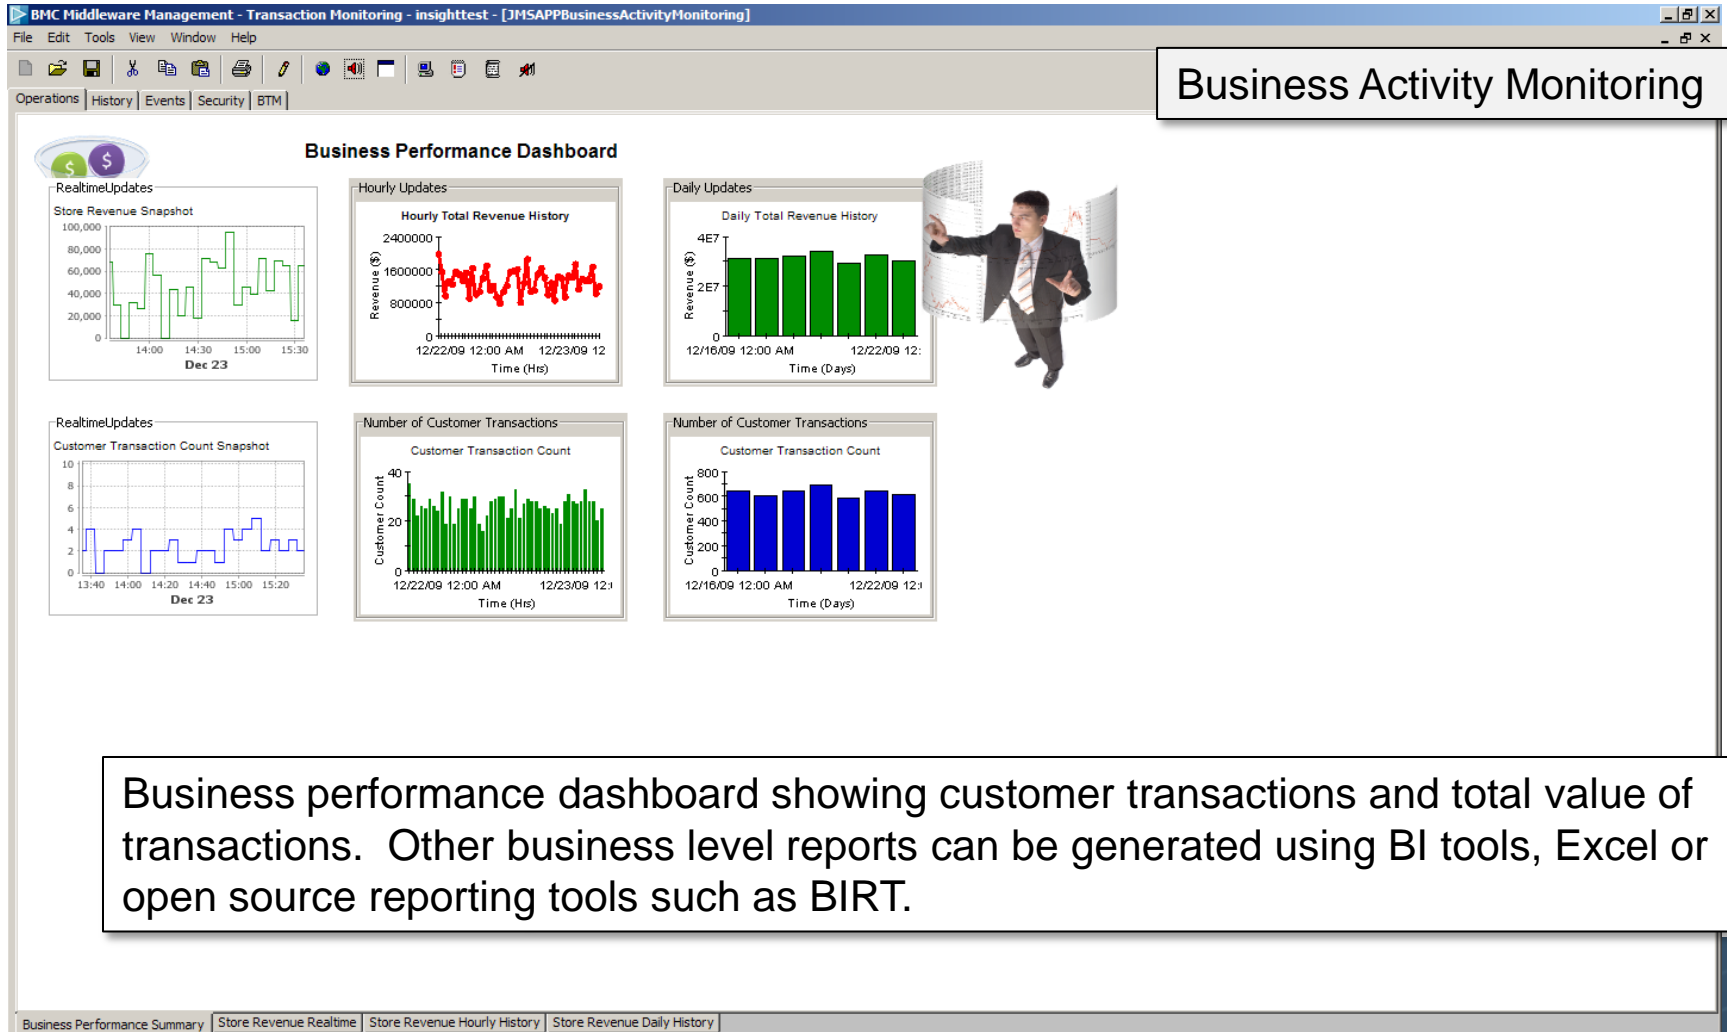 BMC Middleware Management - Transaction Monitoring - insighttest - [JMSAPPBusinessActivityMonitoring]
File Edit Tools View Window Help
Business Activity Monitoring
Operations History Events Security BTM
Business Performance Dashboard
RealtimeUpdates
Store Revenue Snapshot
100,000
80,000
60,000
40,000
20,000
0
14:00 14:30 15:00 15:30
Dec 23
Hourly Updates
Hourly Total Revenue History
Revenue ($)
2400000
1600000
800000
0
12/22/09 12:00 AM 12/23/09 12
Time (Hrs)
Daily Updates
Daily Total Revenue History
Revenue ($)
4E7
2E7
0
12/16/09 12:00 AM 12/22/09 12:
Time (Days)
RealtimeUpdates
Customer Transaction Count Snapshot
10
8
6
4
2
0
13:40 14:00 14:20 14:40 15:00 15:20
Dec 23
Number of Customer Transactions
Customer Transaction Count
Customer Count
40
20
0
12/22/09 12:00 AM 12/23/09 12:
Time (Hrs)
Number of Customer Transactions
Customer Transaction Count
Customer Count
800
600
400
200
0
12/16/09 12:00 AM 12/22/09 12:
Time (Days)
Business performance dashboard showing customer transactions and total value of
transactions. Other business level reports can be generated using BI tools, Excel or
open source reporting tools such as BIRT.
Business Performance Summary Store Revenue Realtime Store Revenue Hourly History Store Revenue Daily History